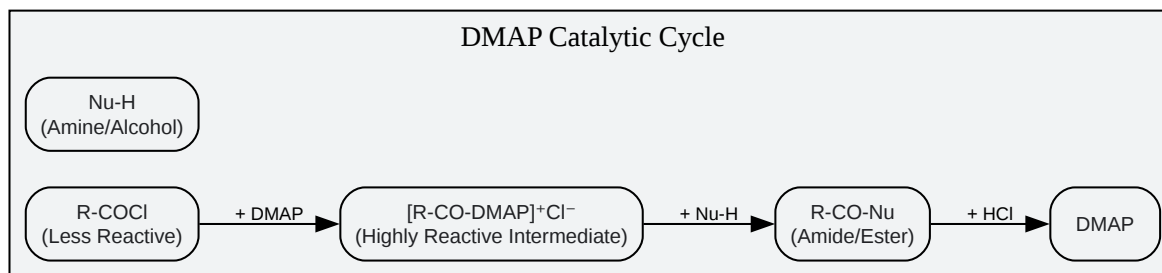 DMAP Catalytic Cycle
Nu-H
(Amine/Alcohol)
R-COCl
(Less Reactive)
+ DMAP
[R-CO-DMAP]⁺Cl⁻
(Highly Reactive Intermediate)
+ Nu-H
R-CO-Nu
(Amide/Ester)
+ HCl
DMAP